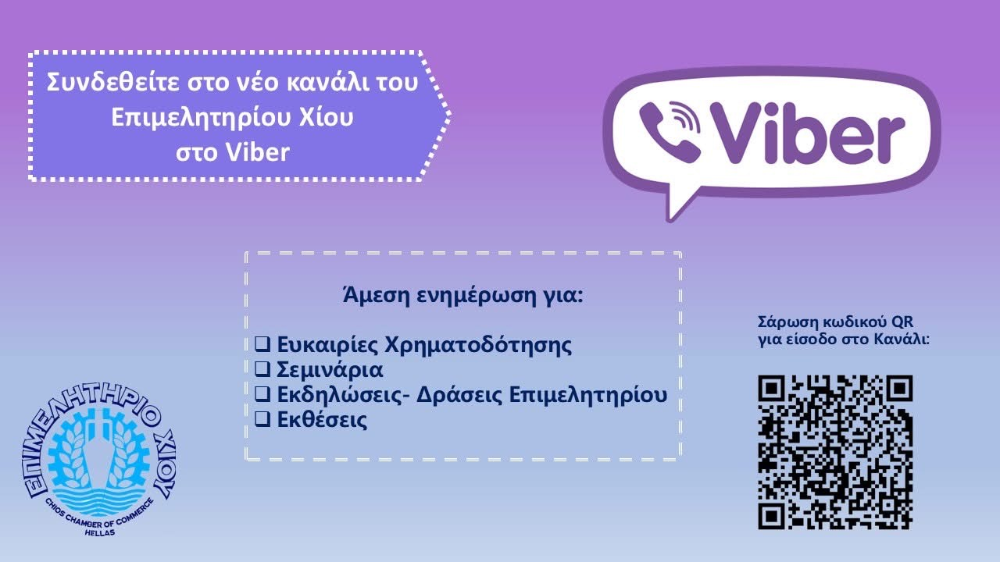 Συνδεθείτε στο νέο κανάλι του
Επιμελητηρίου Χίου
στο Viber
Viber
Άμεση ενημέρωση για:
❑ Ευκαιρίες Χρηματοδότησης
❑ Σεμινάρια
❑ Εκδηλώσεις- Δράσεις Επιμελητηρίου
❑ Εκθέσεις
Σάρωση κωδικού QR
για είσοδο στο Κανάλι:
ΕΠΙΜΕΛΗΤΗΡΙΟ ΧΙΟΥ
CHIOS CHAMBER OF COMMERCE
HELLAS